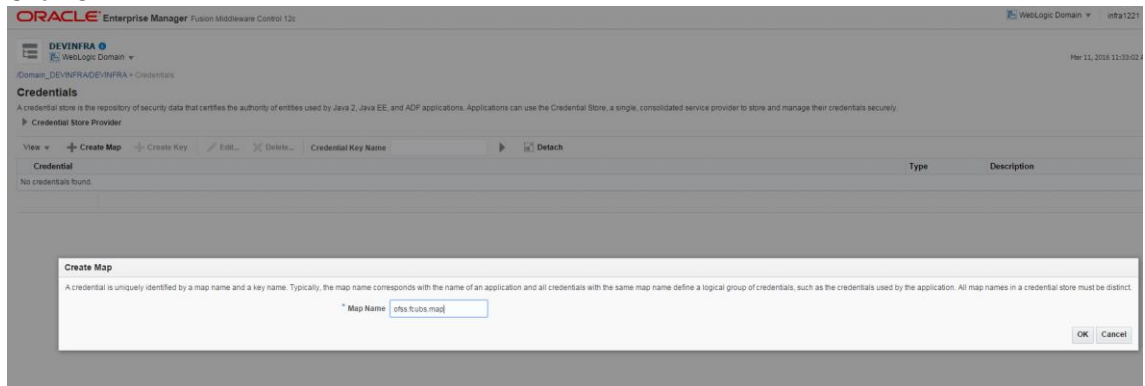 ORACLE Enterprise Manager Fusion Middleware Control 12c
WebLogic Domain infra1221
DEVINFRA
WebLogic Domain
Mar 11, 2016 11:33:02 A
/Domain_DEVINFRA/DEVINFRA > Credentials
Credentials
A credential store is the repository of security data that certifies the authority of entities used by Java 2, Java EE, and ADF applications. Applications can use the Credential Store, a single, consolidated service provider to store and manage their credentials securely.
Credential Store Provider
View Create Map Create Key Edit... Delete... Credential Key Name Detach
Credential Type Description
No credentials found.
Create Map
A credential is uniquely identified by a map name and a key name. Typically, the map name corresponds with the name of an application and all credentials with the same map name define a logical group of credentials, such as the credentials used by the application. All map names in a credential store must be distinct.
* Map Name ofss.fcubs.map
OK Cancel